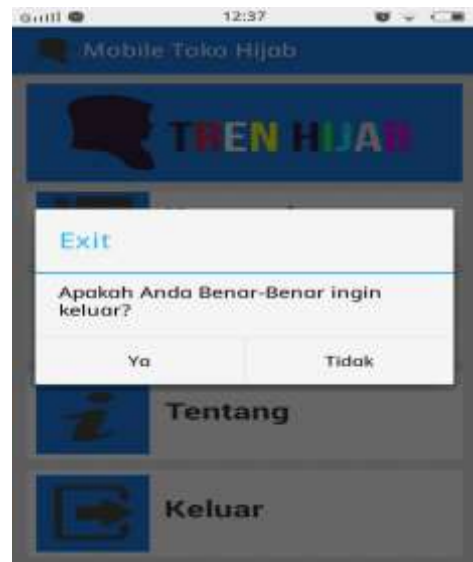 12:37
Mobile Toko Hijab
TREN HIJAB
Exit
Apakah Anda Benar-Benar ingin
keluar?
Ya
Tidak
Tentang
Keluar